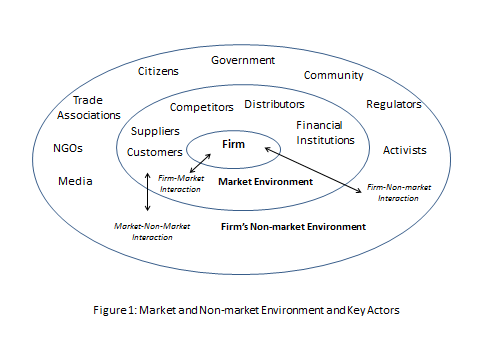 Government
Citizens
Community
Trade
Associations
Competitors
Distributors
Regulators
Suppliers
Financial
Institutions
Firm
NGOs
Customers
Activists
Media
Firm-Market
Interaction
Market Environment
Firm-Non-market
Interaction
Market-Non-Market
Interaction
Firm's Non-market Environment
Figure 1: Market and Non-market Environment and Key Actors